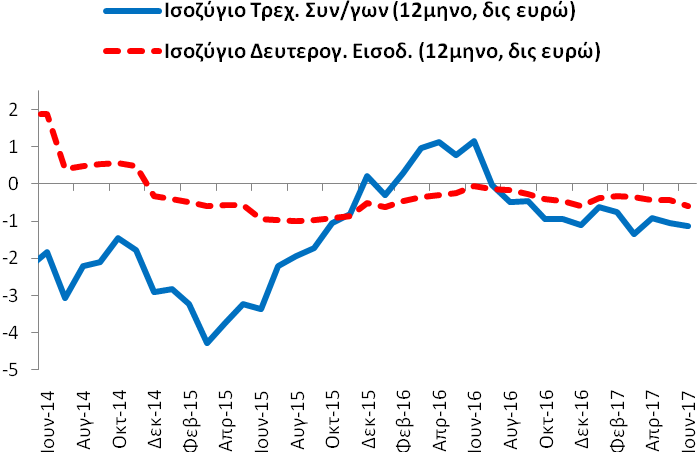 Ισοζύγιο Τρεχ. Συν/γων (12μηνο, δις ευρώ)
Ισοζύγιο Δευτερογ. Εισοδ. (12μηνο, δις ευρώ)
2
1
0
-1
-2
-3
-4
-5
Ιουν-14
Αυγ-14
Οκτ-14
Δεκ-14
Φεβ-15
Απρ-15
Ιουν-15
Αυγ-15
Οκτ-15
Δεκ-15
Φεβ-16
Απρ-16
Ιουν-16
Αυγ-16
Οκτ-16
Δεκ-16
Φεβ-17
Απρ-17
Ιουν-17